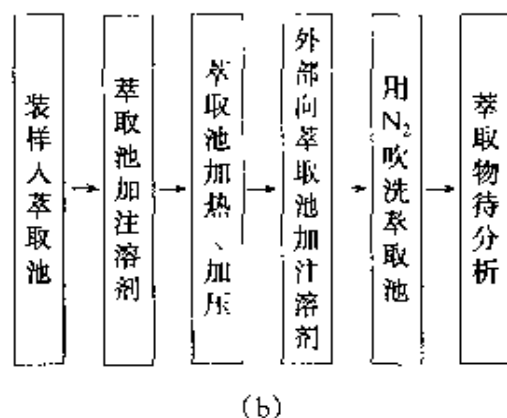 装样入萃取池
萃取池加注溶剂
萃取池加热、加压
外部向萃取池加注溶剂
用N₂吹洗萃取池
萃取物待分析
(b)